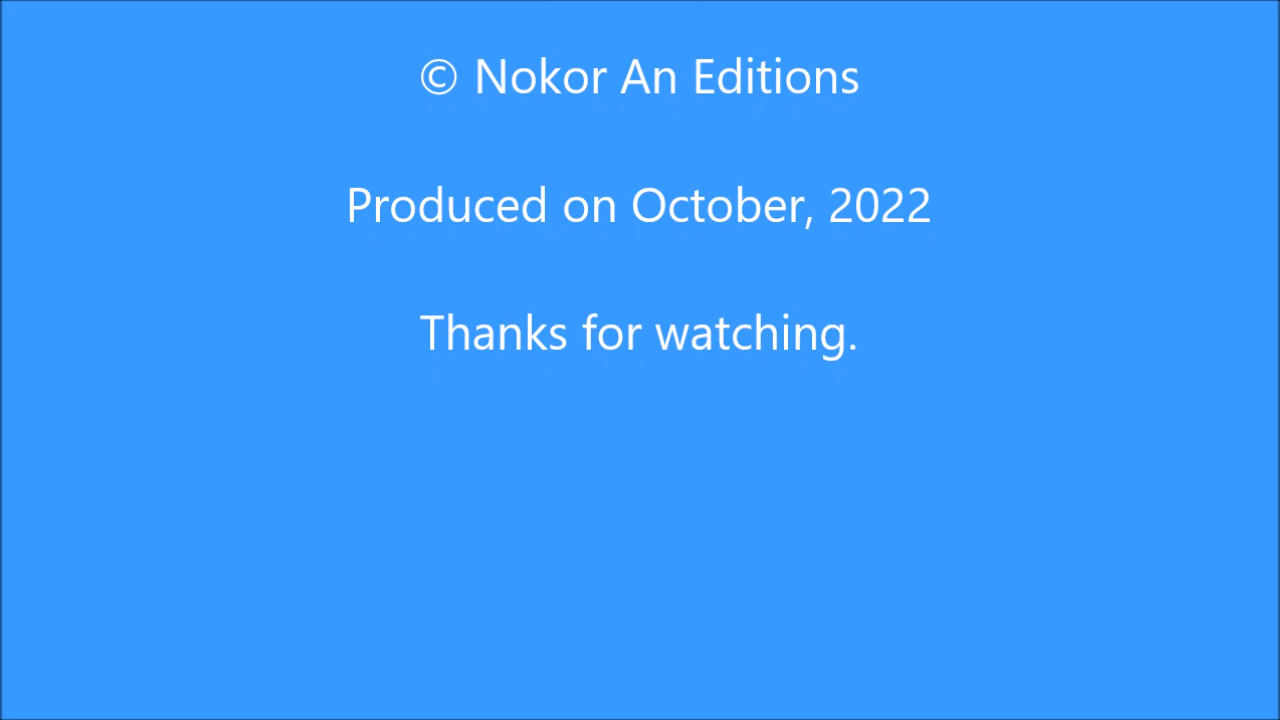 © Nokor An Editions
Produced on October, 2022
Thanks for watching.